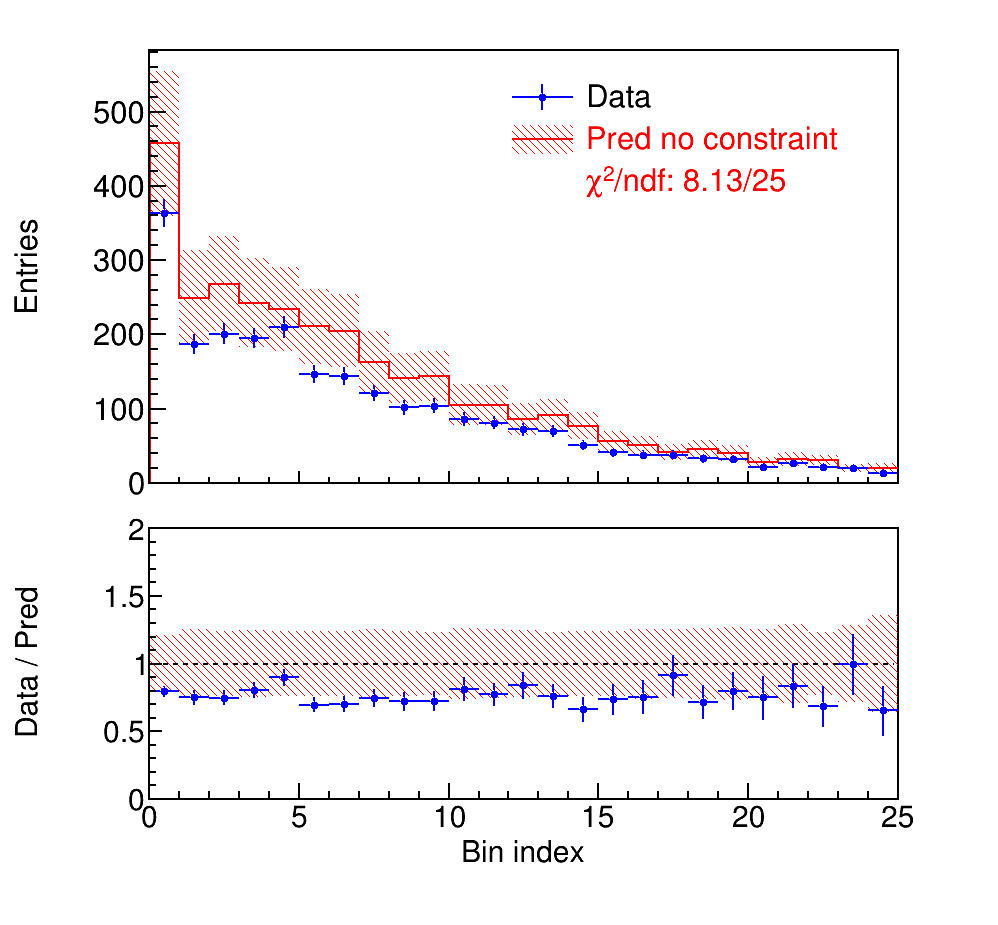 Entries
500
400
300
200
100
0
Data
Pred no constraint
χ²/ndf: 8.13/25
Data / Pred
2
1.5
1
0.5
0
0 5 10 15 20 25
Bin index